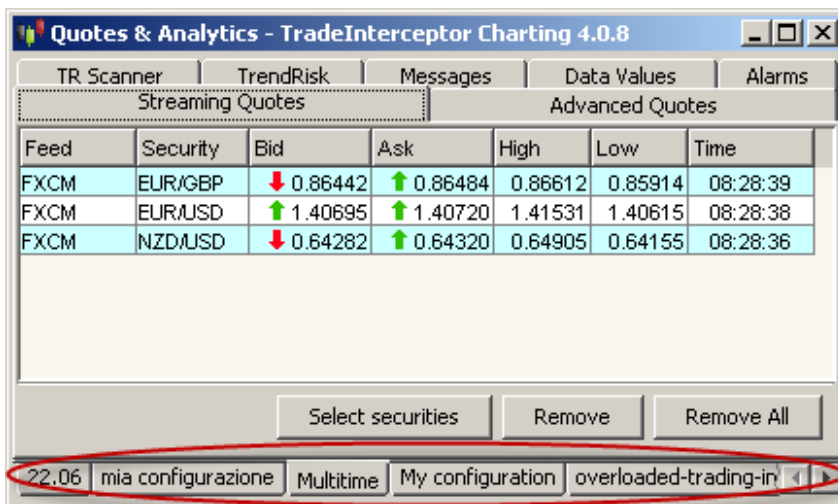 Quotes & Analytics - TradeInterceptor Charting 4.0.8
TR Scanner TrendRisk Messages Data Values Alarms
Streaming Quotes Advanced Quotes
Feed Security Bid Ask High Low Time
FXCM EUR/GBP 0.86442 0.86484 0.86612 0.85914 08:28:39
FXCM EUR/USD 1.40695 1.40720 1.41531 1.40615 08:28:38
FXCM NZD/USD 0.64282 0.64320 0.64905 0.64155 08:28:36
Select securities Remove Remove All
22.06 mia configurazione Multitime My configuration overloaded-trading-in